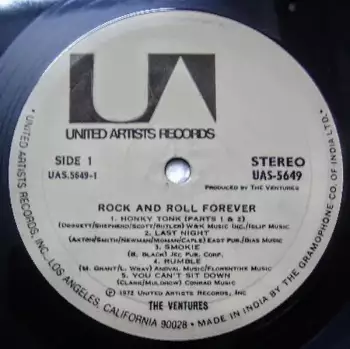 UA
UNITED ARTISTS RECORDS
SIDE 1
UAS.5649-1
STEREO
UAS-5649
PRODUCED BY THE VENTURES
ROCK AND ROLL FOREVER
1. HONKY TONK (PARTS 1 & 2)
(DOGGETT/SHEPHERD/SCOTT/BUTLER) W&K MUSIC INC./ISLIP MUSIC
2. LAST NIGHT
(AXTON/SMITH/NEWMAN/MOMAN/CAPLE) EAST PUB./BAIS MUSIC
3. SMOKIE
(B. BLACK) JEC PUB. CORP.
4. RUMBLE
(M. GRANT/L. WRAY) ANDVAL MUSIC/FLORENTINE MUSIC
5. YOU CAN'T SIT DOWN
(CLARK/MULDROW) CONRAD MUSIC
© 1972 UNITED ARTISTS RECORDS, INC
THE VENTURES
· UNITED ARTISTS RECORDS, INC., LOS ANGELES, CALIFORNIA 90028 · MADE IN INDIA BY THE GRAMOPHONE CO. OF INDIA LTD. ·